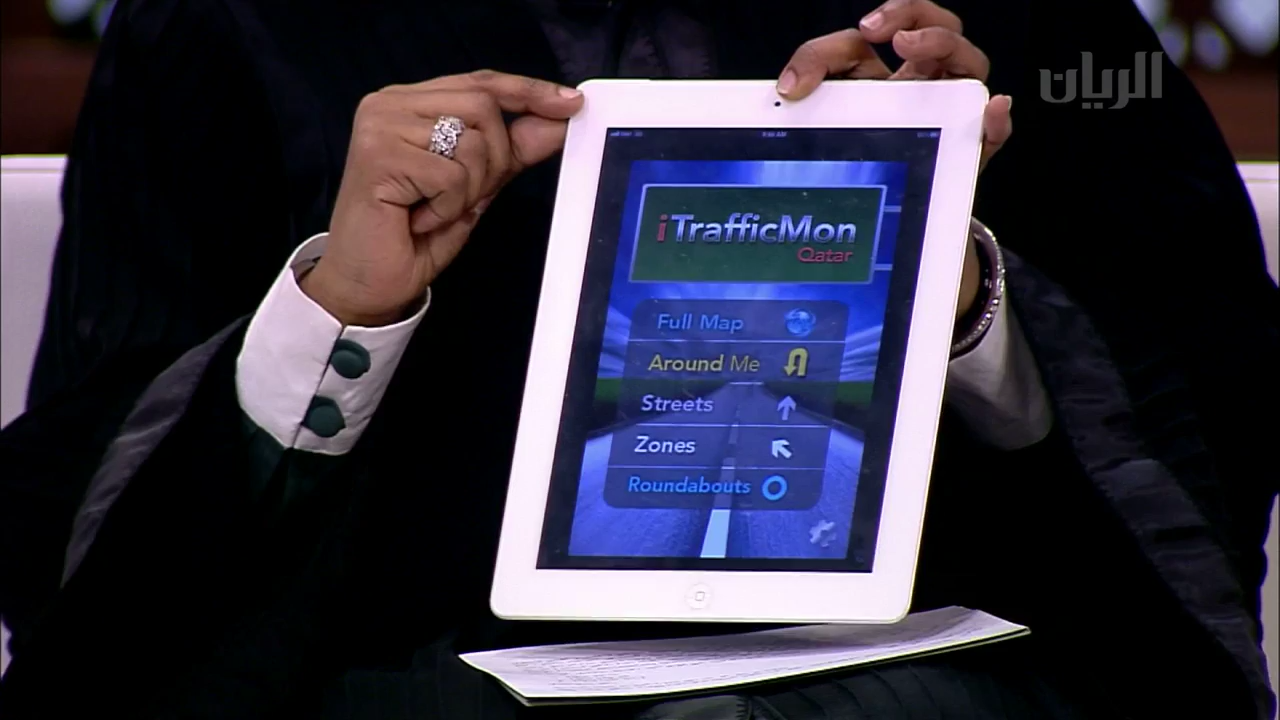 الريان
iTrafficMon
Qatar
Full Map
Around Me
Streets
Zones
Roundabouts